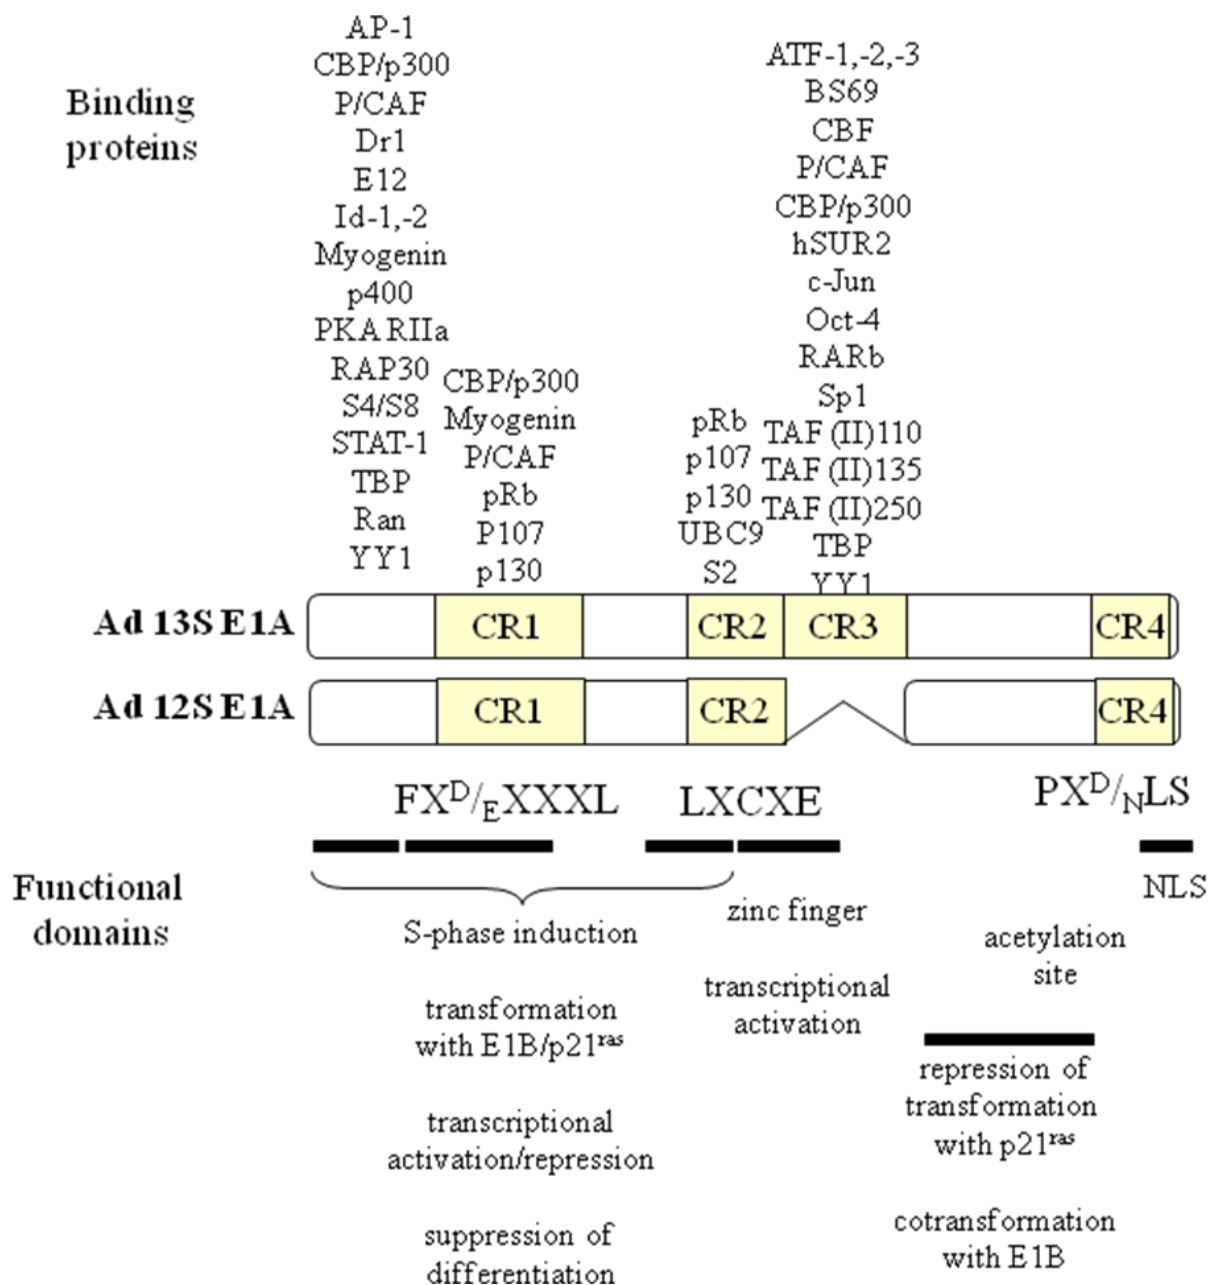 Binding
proteins
AP-1
CBP/p300
P/CAF
Dr1
E12
Id-1,-2
Myogenin
p400
PKA RIIa
RAP30
S4/S8
STAT-1
TBP
Ran
YY1
CBP/p300
Myogenin
P/CAF
pRb
P107
p130
pRb
p107
p130
UBC9
S2
ATF-1,-2,-3
BS69
CBF
P/CAF
CBP/p300
hSUR2
c-Jun
Oct-4
RARb
Sp1
TAF (II)110
TAF (II)135
TAF (II)250
TBP
YY1
Ad 13S E1A
CR1
CR2
CR3
CR4
Ad 12S E1A
CR1
CR2
CR4
FXᴰ/ᴇXXXL
LXCXE
PXᴰ/ɴLS
Functional
domains
S-phase induction
transformation
with E1B/p21ʳᵃˢ
transcriptional
activation/repression
suppression of
differentiation
zinc finger
transcriptional
activation
NLS
acetylation
site
repression of
transformation
with p21ʳᵃˢ
cotransformation
with E1B